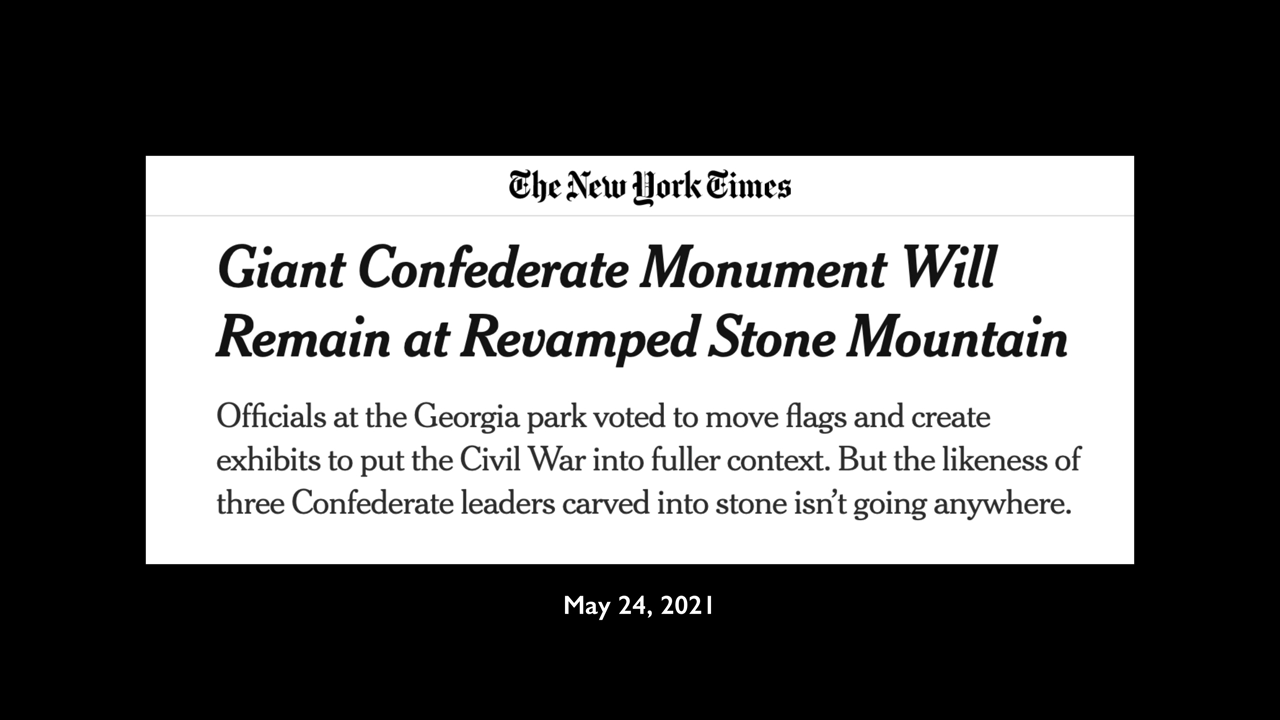 The New York Times
Giant Confederate Monument Will
Remain at Revamped Stone Mountain
Officials at the Georgia park voted to move flags and create
exhibits to put the Civil War into fuller context. But the likeness of
three Confederate leaders carved into stone isn’t going anywhere.
May 24, 2021